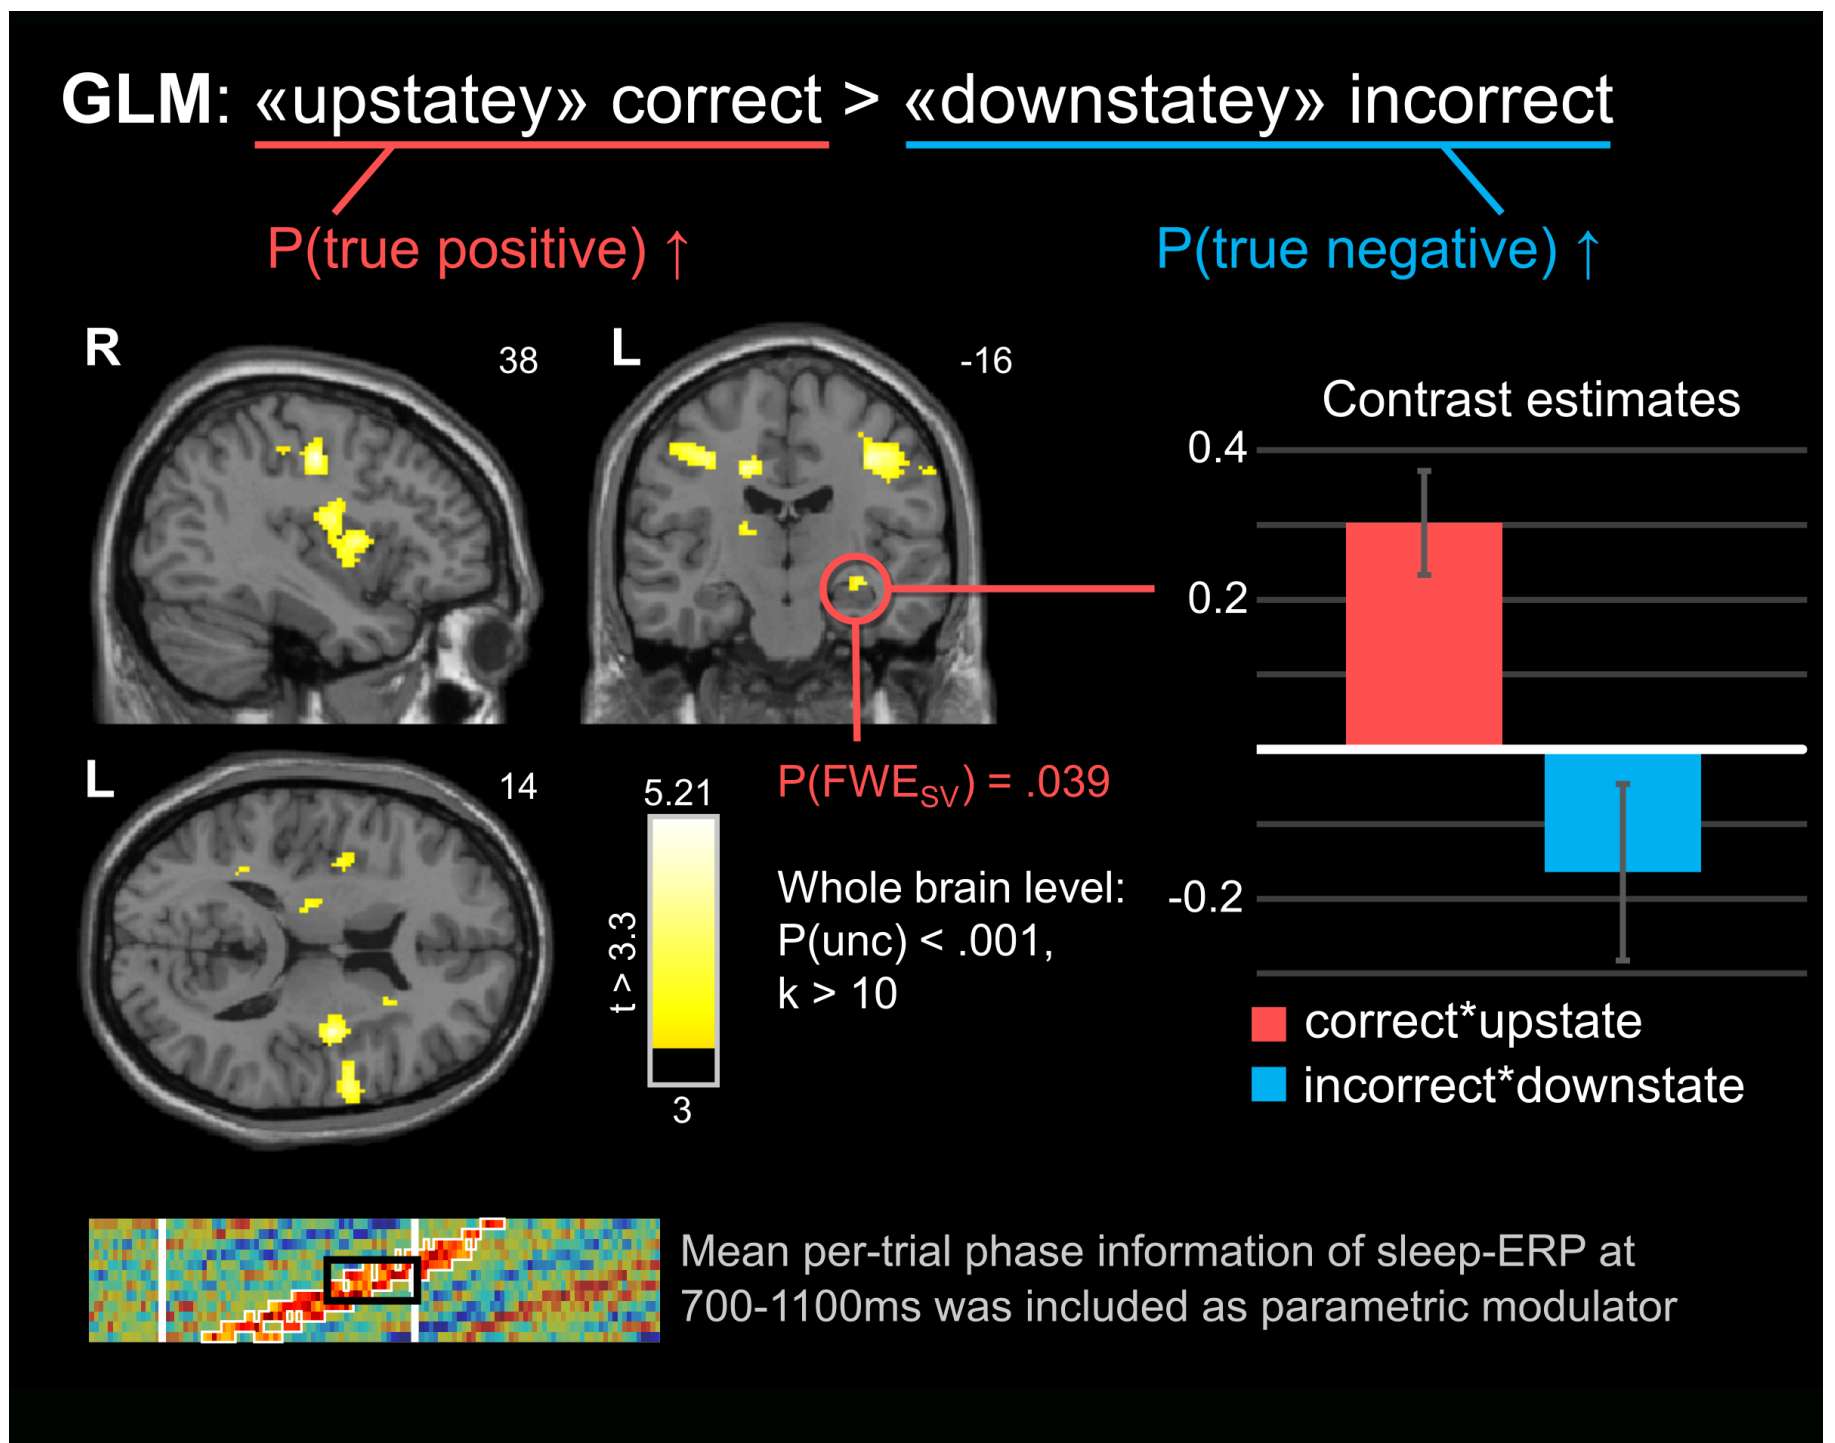 GLM: «upstatey» correct > «downstatey» incorrect
P(true positive) ↑
P(true negative) ↑
R
38
L
-16
Contrast estimates
0.4
0.2
-0.2
L
14
5.21
t > 3.3
3
P(FWESV) = .039
Whole brain level:
P(unc) < .001,
k > 10
correct*upstate
incorrect*downstate
Mean per-trial phase information of sleep-ERP at
700-1100ms was included as parametric modulator